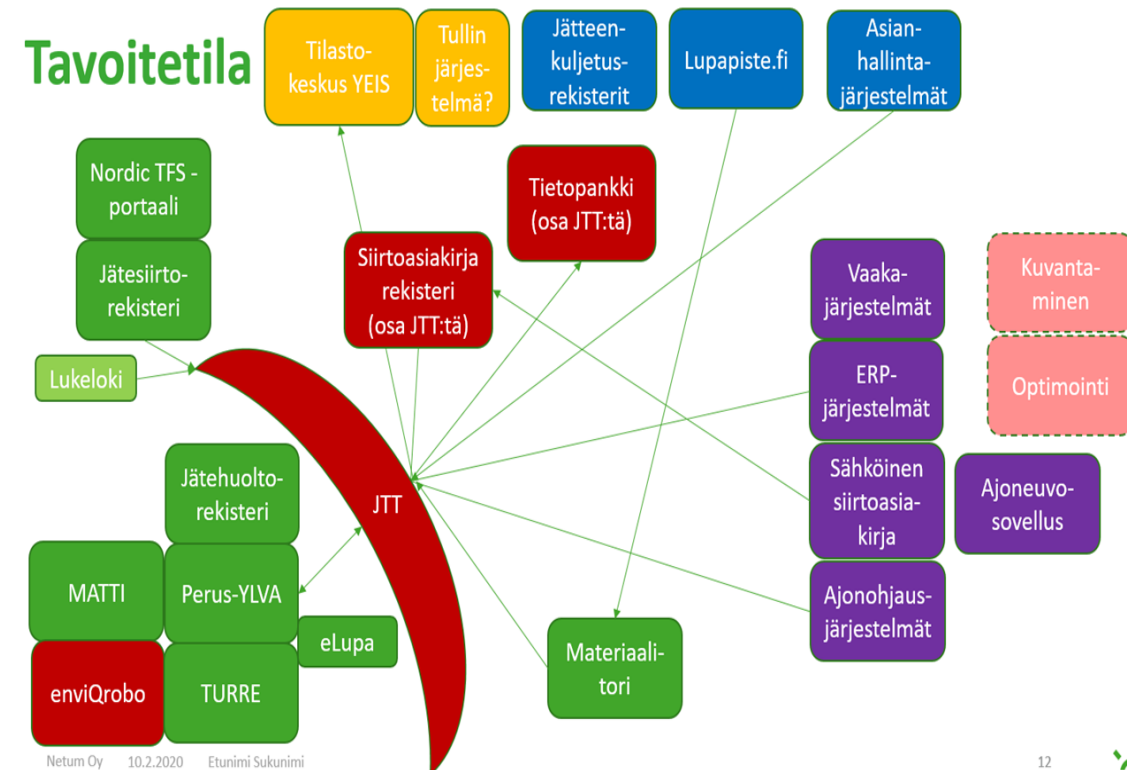 Tavoitetila
Tilasto-
keskus YEIS
Tullin
järjes-
telmä?
Jätteen-
kuljetus-
rekisterit
Lupapiste.fi
Asian-
hallinta-
järjestelmät
Nordic TFS -
portaali
Jätesiirto-
rekisteri
Lukeloki
Siirtoasiakirja
rekisteri
(osa JTT:tä)
Tietopankki
(osa JTT:tä)
Vaaka-
järjestelmät
Kuvanta-
minen
ERP-
järjestelmät
Optimointi
Sähköinen
siirtoasia-
kirja
Ajoneuvo-
sovellus
Ajonohjaus-
järjestelmät
JTT
Jätehuolto-
rekisteri
MATTI
Perus-YLVA
eLupa
enviQrobo
TURRE
Materiaali-
tori
Netum Oy 10.2.2020 Etunimi Sukunimi
12